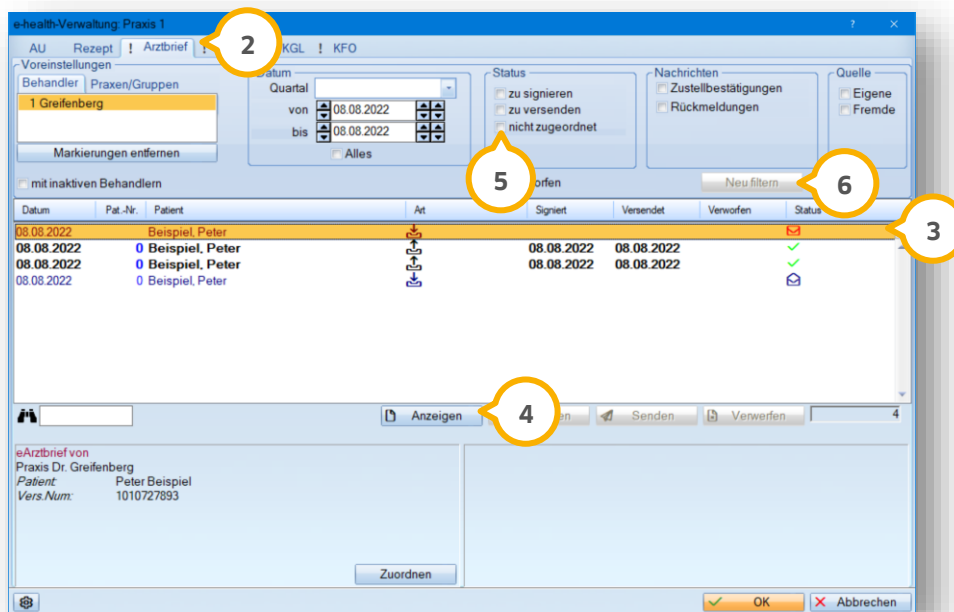 e-health-Verwaltung: Praxis 1 ? ×
AU Rezept ! Arztbrief ! 2 KGL ! KFO
Voreinstellungen
Behandler Praxen/Gruppen
1 Greifenberg
Markierungen entfernen
Datum
Quartal
von 08.08.2022
bis 08.08.2022
Alles
Status
zu signieren
zu versenden
nicht zugeordnet
Nachrichten
Zustellbestätigungen
Rückmeldungen
Quelle
Eigene
Fremde
mit inaktiven Behandlern 5 orfen Neu filtern 6
Datum Pat.-Nr. Patient Art Signiert Versendet Verworfen Status
08.08.2022 Beispiel, Peter 3
08.08.2022 0 Beispiel, Peter 08.08.2022 08.08.2022
08.08.2022 0 Beispiel, Peter 08.08.2022 08.08.2022
08.08.2022 0 Beispiel, Peter
Anzeigen 4 en Senden Verwerfen 4
eArztbrief von
Praxis Dr. Greifenberg
Patient: Peter Beispiel
Vers.Num: 1010727893
Zuordnen
OK Abbrechen